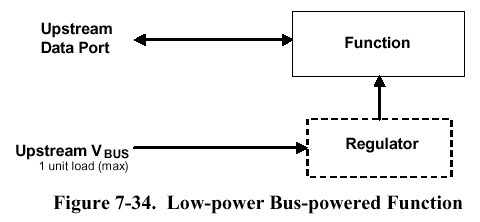 Upstream
Data Port
Function
Upstream VBUS
1 unit load (max)
Regulator
Figure 7-34. Low-power Bus-powered Function